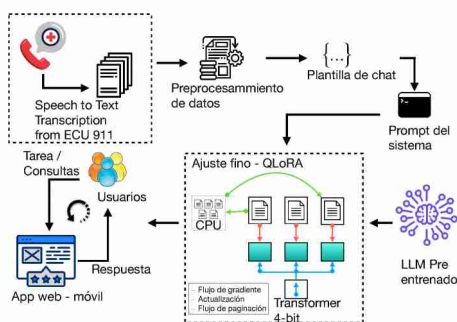 {...}
Speech to Text
Transcription
from ECU 911
Preprocesammiento
de datos
Plantilla de chat
Prompt del
sistema
Tarea /
Consultas
Usuarios
Respuesta
App web - móvil
Ajuste fino - QLoRA
CPU
Flujo de gradiente
Actualización
Flujo de paginación
Transformer
4-bit
LLM Pre
entrenado